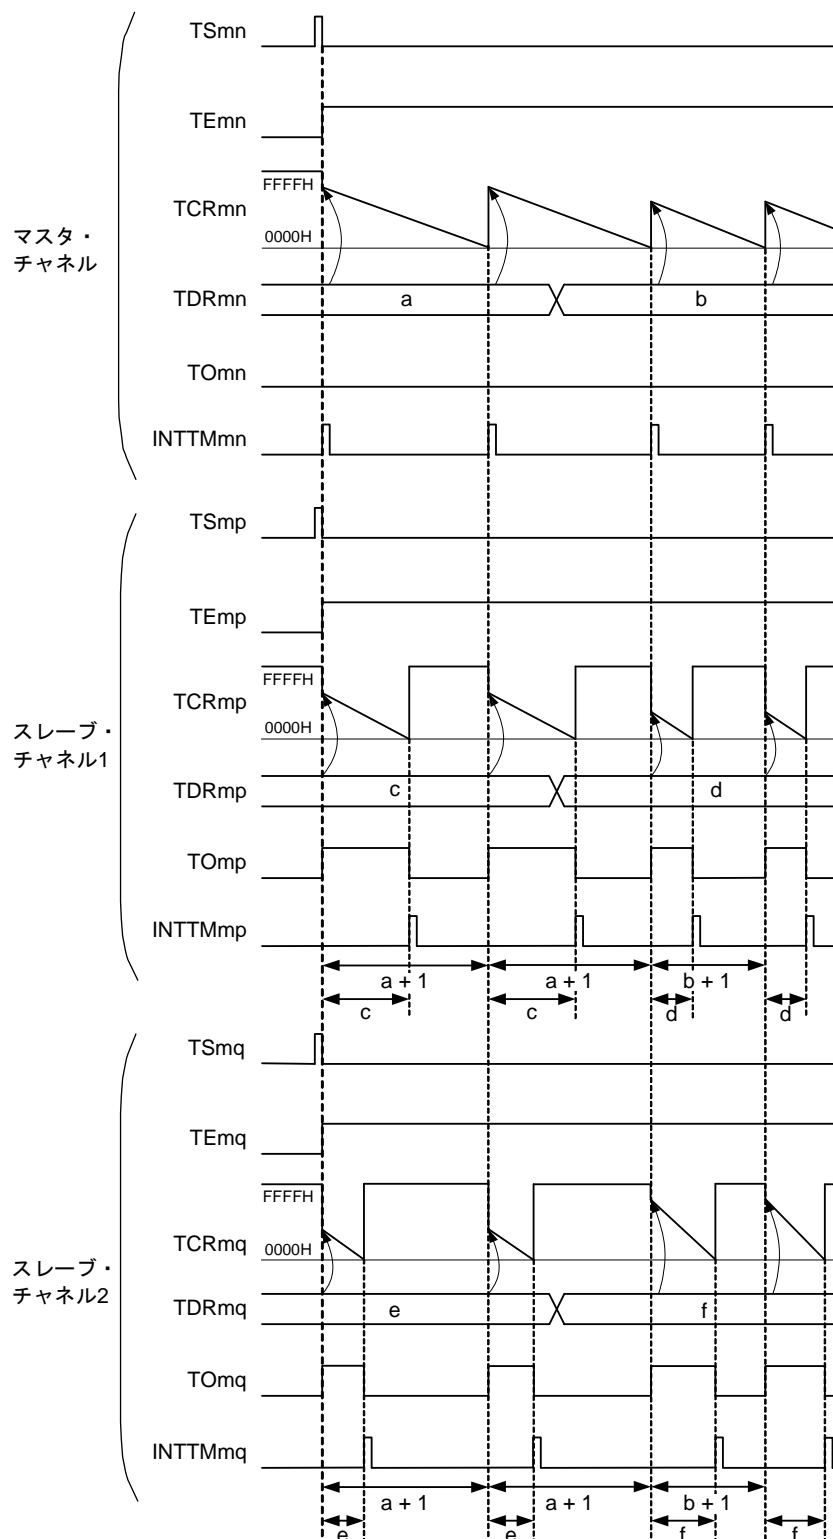 TSmn
TEmn
FFFFH
TCRmn
0000H
マスタ・
チャネル
TDRmn
a
b
TOmn
INTTMmn
TSmp
TEmp
FFFFH
TCRmp
0000H
スレーブ・
チャネル1
TDRmp
c
d
TOmp
INTTMmp
a + 1
a + 1
b + 1
c
c
d
d
TSmq
TEmq
FFFFH
TCRmq
0000H
スレーブ・
チャネル2
TDRmq
e
f
TOmq
INTTMmq
a + 1
a + 1
b + 1
e
e
f
f